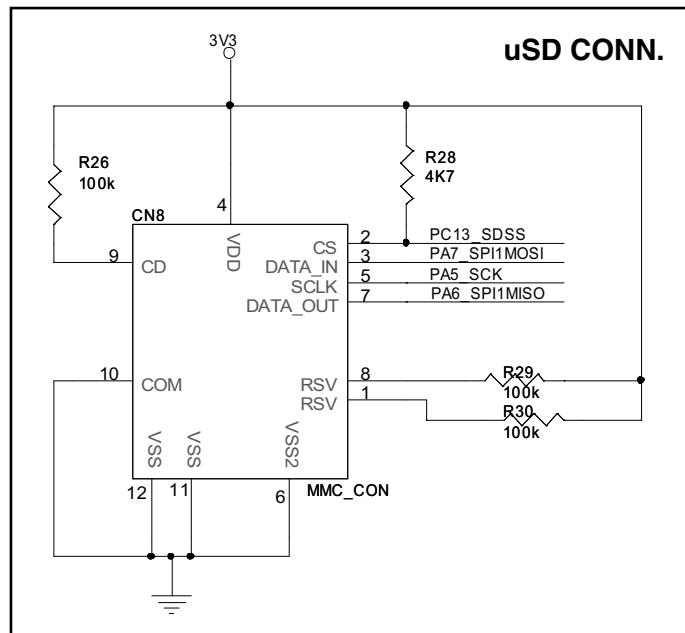 uSD CONN.
3V3
R26
100k
R28
4K7
CN8
4
VDD
9
CD
CS
2
PC13_SDSS
DATA_IN
3
PA7_SPI1MOSI
SCLK
5
PA5_SCK
DATA_OUT
7
PA6_SPI1MISO
10
COM
RSV
8
R29
100k
RSV
1
R30
100k
VSS
VSS
VSS2
12
11
6
MMC_CON